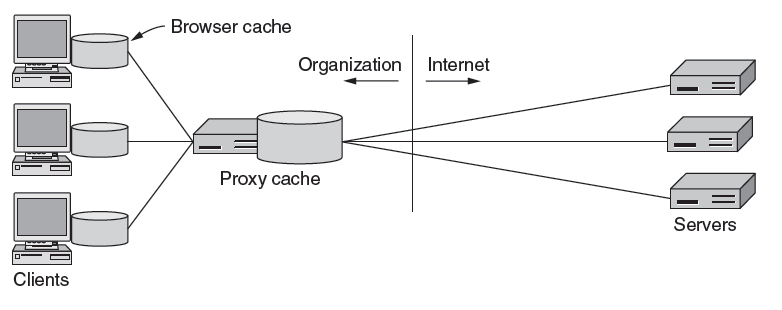 Browser cache
Organization
Internet
Proxy cache
Servers
Clients